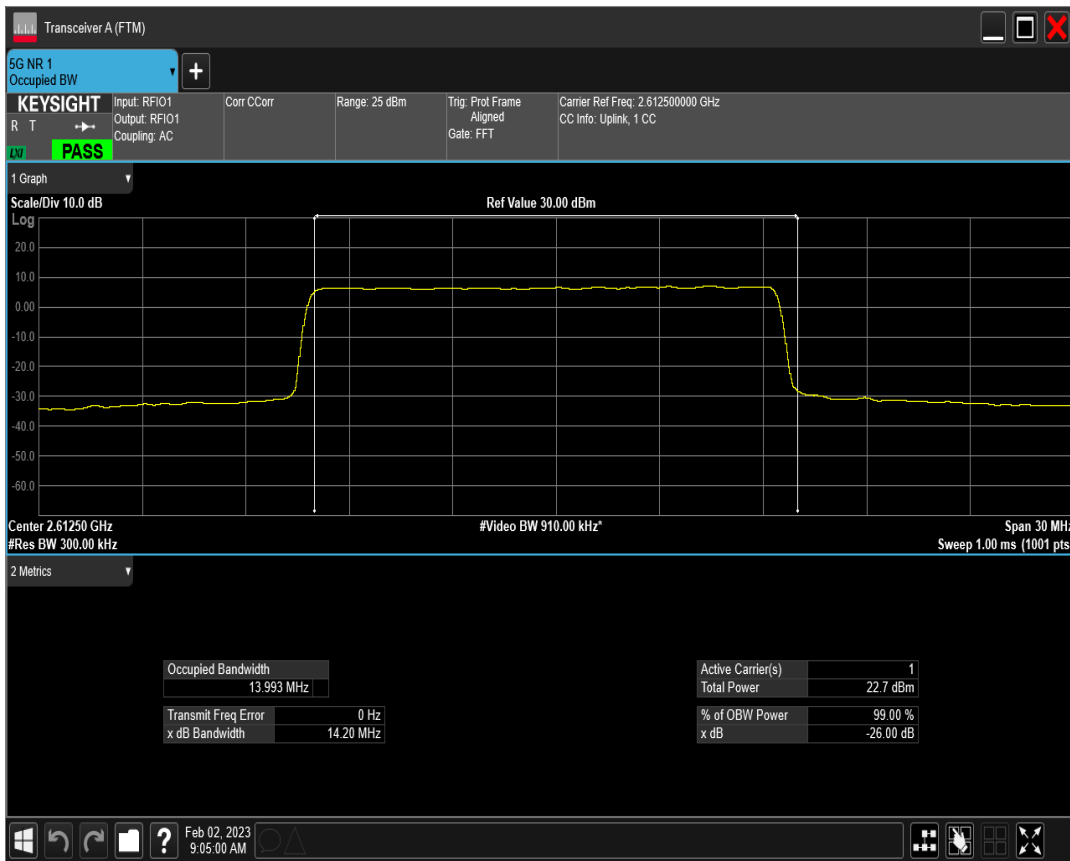 Transceiver A (FTM)
5G NR 1
Occupied BW
+
KEYSIGHT
R T
LXI
PASS
Input: RFIO1
Output: RFIO1
Coupling: AC
Corr CCorr
Range: 25 dBm
Trig: Prot Frame
Aligned
Gate: FFT
Carrier Ref Freq: 2.612500000 GHz
CC Info: Uplink, 1 CC
1 Graph
Scale/Div 10.0 dB
Ref Value 30.00 dBm
Log
20.0
10.0
0.00
-10.0
-20.0
-30.0
-40.0
-50.0
-60.0
Center 2.61250 GHz
#Video BW 910.00 kHz*
Span 30 MHz
#Res BW 300.00 kHz
Sweep 1.00 ms (1001 pts
2 Metrics
Occupied Bandwidth
13.993 MHz
Transmit Freq Error 0 Hz
x dB Bandwidth 14.20 MHz
Active Carrier(s) 1
Total Power 22.7 dBm
% of OBW Power 99.00 %
x dB -26.00 dB
?
Feb 02, 2023
9:05:00 AM